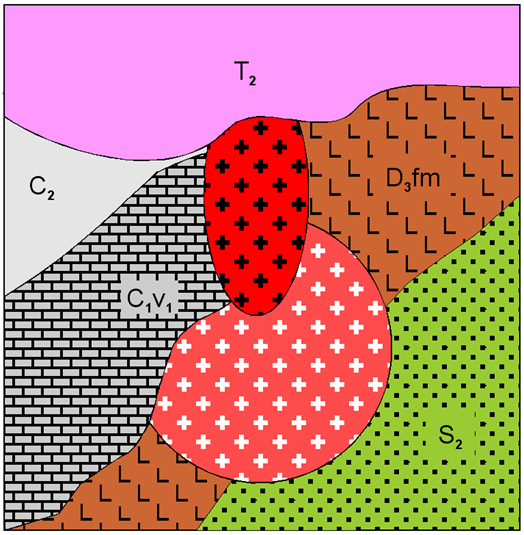 T₂
C₂
D₃fm
C₁v₁
S₂